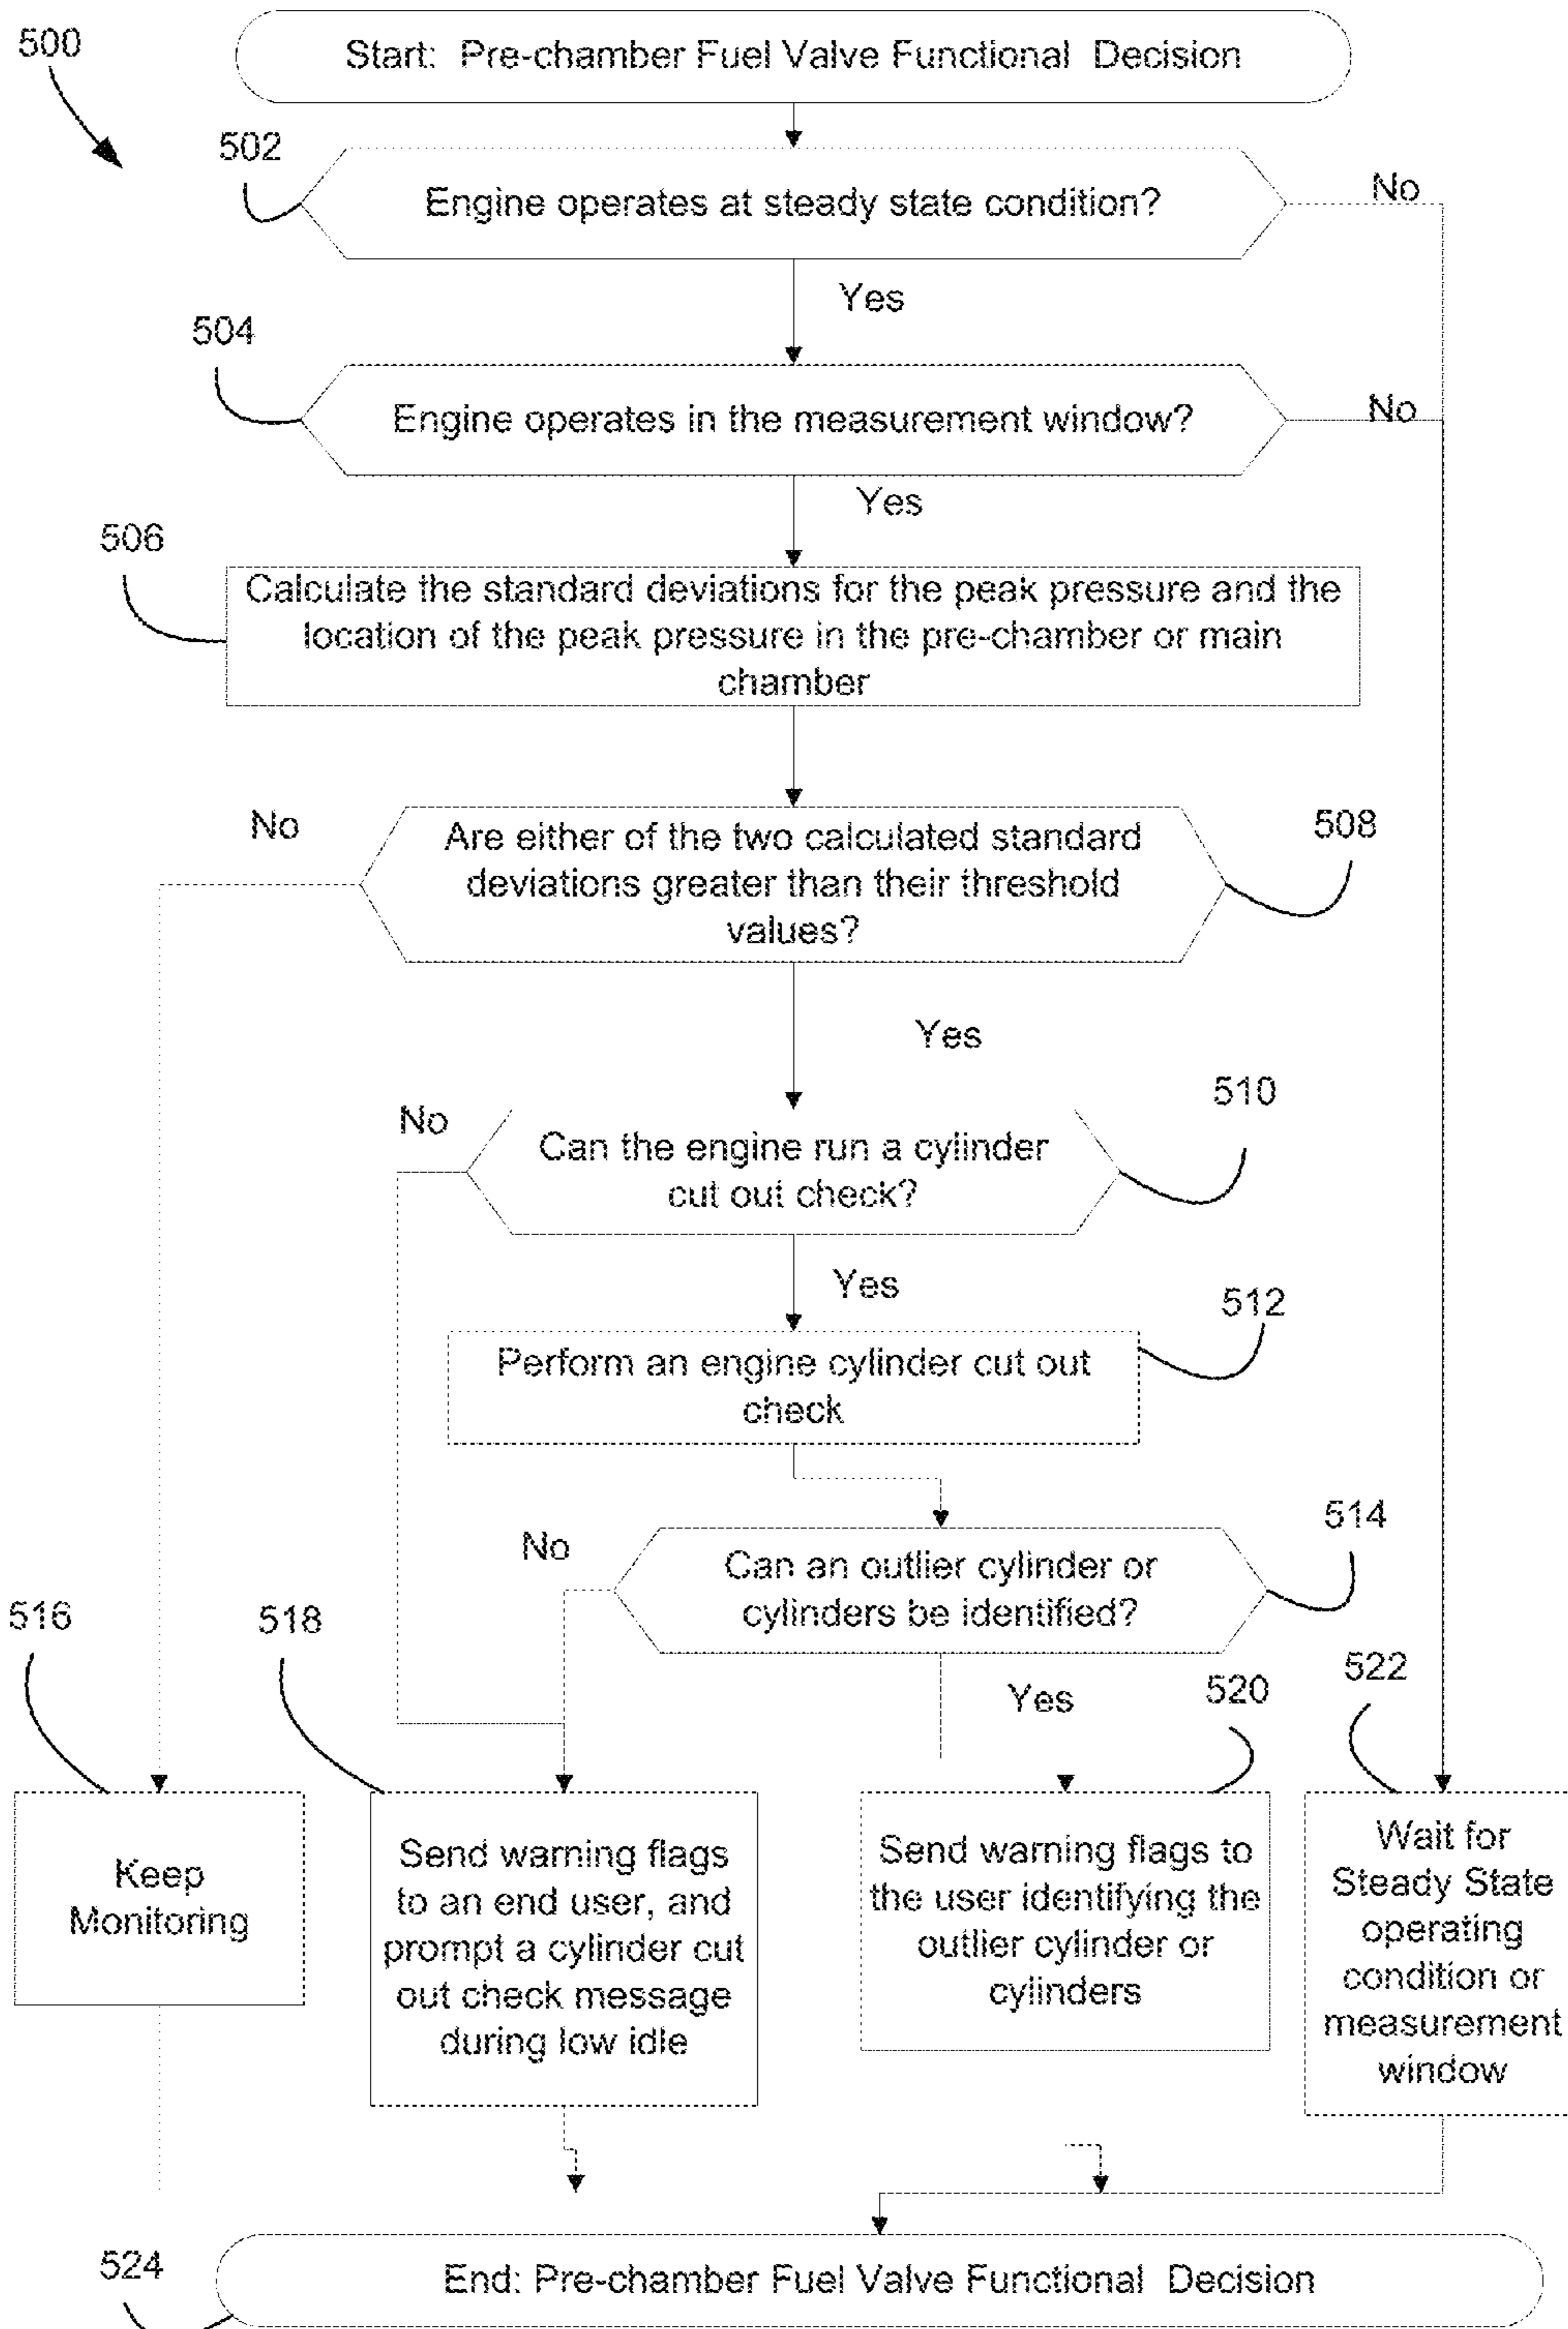 500
Start: Pre-chamber Fuel Valve Functional Decision
502
Engine operates at steady state condition?
No
Yes
504
Engine operates in the measurement window?
No
Yes
506
Calculate the standard deviations for the peak pressure and the
location of the peak pressure in the pre-chamber or main
chamber
No
Are either of the two calculated standard
deviations greater than their threshold
values?
508
Yes
No
Can the engine run a cylinder
cut out check?
510
Yes
512
Perform an engine cylinder cut out
check
No
Can an outlier cylinder or
cylinders be identified?
514
516
518
Yes
520
522
Keep
Monitoring
Send warning flags
to an end user, and
prompt a cylinder cut
out check message
during low idle
Send warning flags to
the user identifying the
outlier cylinder or
cylinders
Wait for
Steady State
operating
condition or
measurement
window
524
End: Pre-chamber Fuel Valve Functional Decision